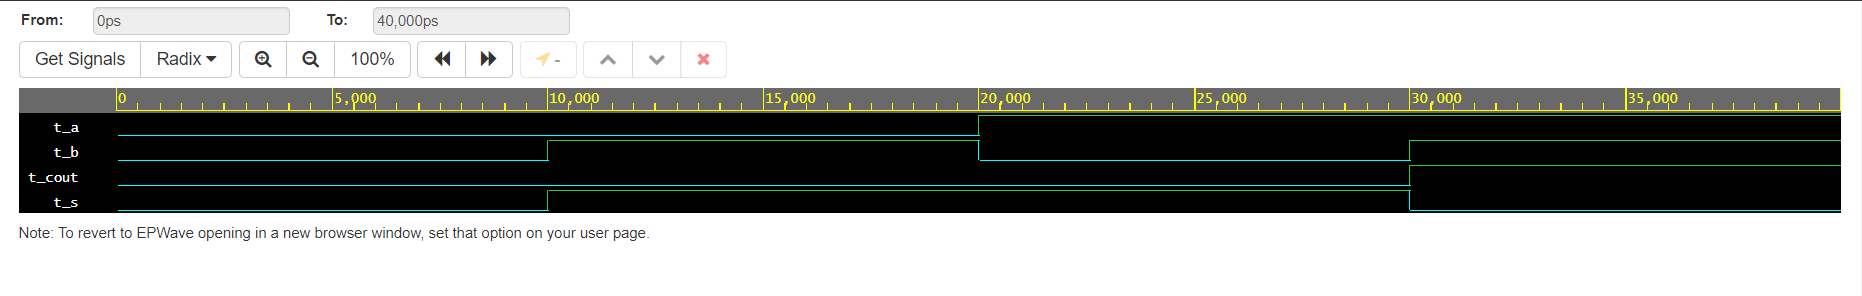 From: 0ps To: 40,000ps
Get Signals Radix 100% -
0 5,000 10,000 15,000 20,000 25,000 30,000 35,000
t_a
t_b
t_cout
t_s
Note: To revert to EPWave opening in a new browser window, set that option on your user page.